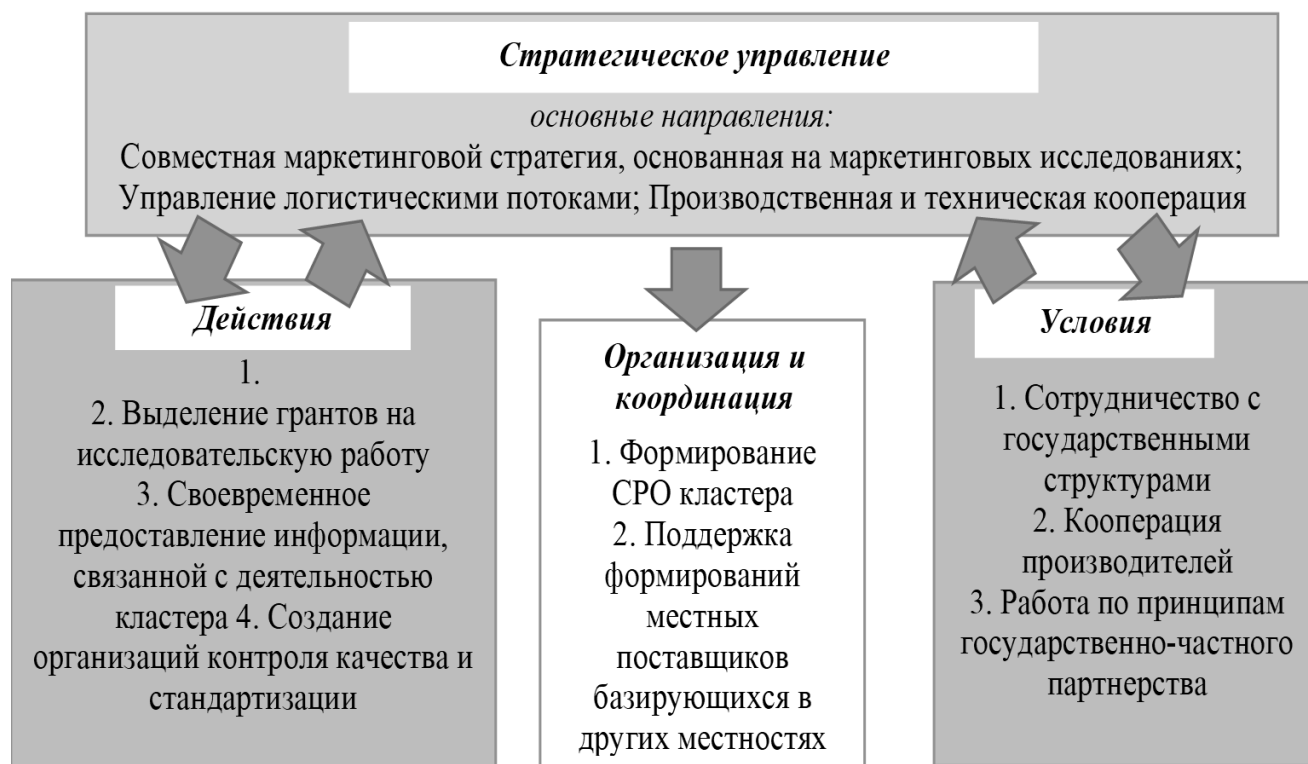 Стратегическое управление
основные направления:
Совместная маркетинговой стратегия, основанная на маркетинговых исследованиях;
Управление логистическими потоками; Производственная и техническая кооперация
Действия
1.
2. Выделение грантов на
исследовательскую работу
3. Своевременное
предоставление информации,
связанной с деятельностью
кластера 4. Создание
организаций контроля качества и
стандартизации
Организация и
координация
1. Формирование
СРО кластера
2. Поддержка
формирований
местных
поставщиков
базирующихся в
других местностях
Условия
1. Сотрудничество с
государственными
структурами
2. Кооперация
производителей
3. Работа по принципам
государственно-частного
партнерства